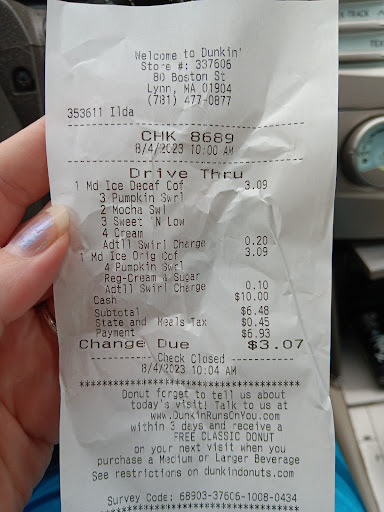 Welcome to Dunkin'
Store #: 337606
80 Boston St
Lynn, MA 01904
(781) 477-0877
353611 Ilda
CHK 8689
8/4/2023 10:00 AM
Drive Thru
1 Md Ice Decaf Cof 3.09
3 Pumpkin Swrl
2 Mocha Swl
3 Sweet 'N Low
4 Cream
Adtll Swirl Charge 0.20
1 Md Ice Orig Cof 3.09
4 Pumpkin Swrl
Reg-Cream & Sugar
Adtll Swirl Charge 0.10
Cash $10.00
Subtotal $6.48
State and Meals Tax $0.45
Payment $6.93
Change Due $3.07
---------- Check Closed ----------
8/4/2023 10:04 AM
Donut forget to tell us about
today's visit! Talk to us at
www.DunkinRunsOnYou.com
within 3 days and receive a
FREE CLASSIC DONUT
on your next visit when you
purchase a Medium or Larger Beverage
See restrictions on dunkindonuts.com
Survey Code: 68903-37606-1008-0434
TRACK